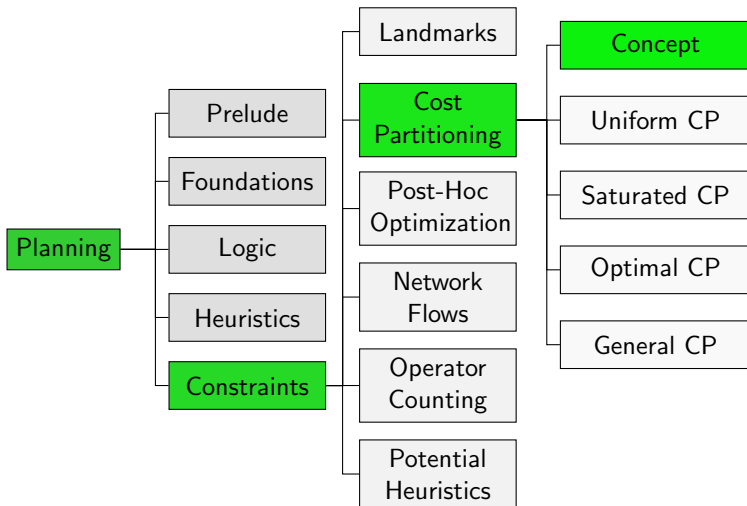 Planning
Prelude
Foundations
Logic
Heuristics
Constraints
Landmarks
Cost
Partitioning
Post-Hoc
Optimization
Network
Flows
Operator
Counting
Potential
Heuristics
Concept
Uniform CP
Saturated CP
Optimal CP
General CP